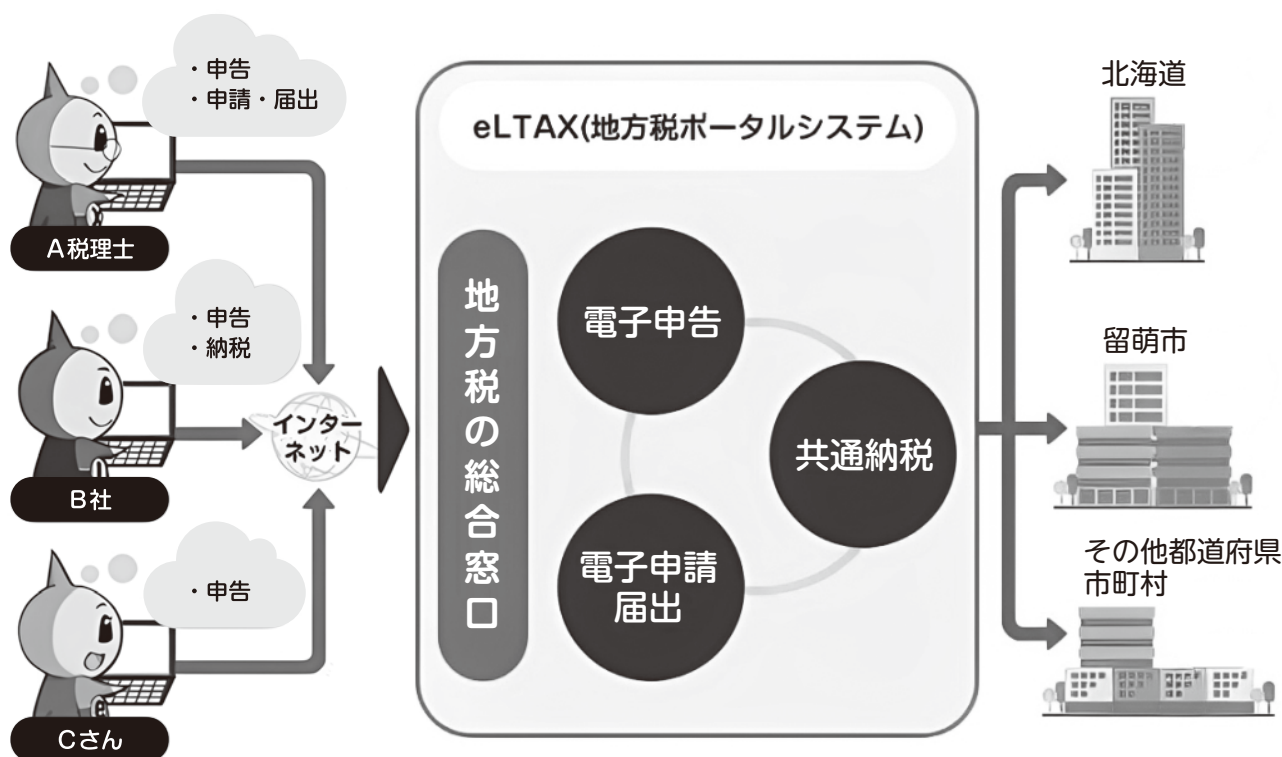 ・申告
・申請・届出
A税理士
・申告
・納税
B社
・申告
Cさん
インター
ネット
eLTAX(地方税ポータルシステム)
地方税の総合窓口
電子申告
共通納税
電子申請
届出
北海道
留萌市
その他都道府県
市町村